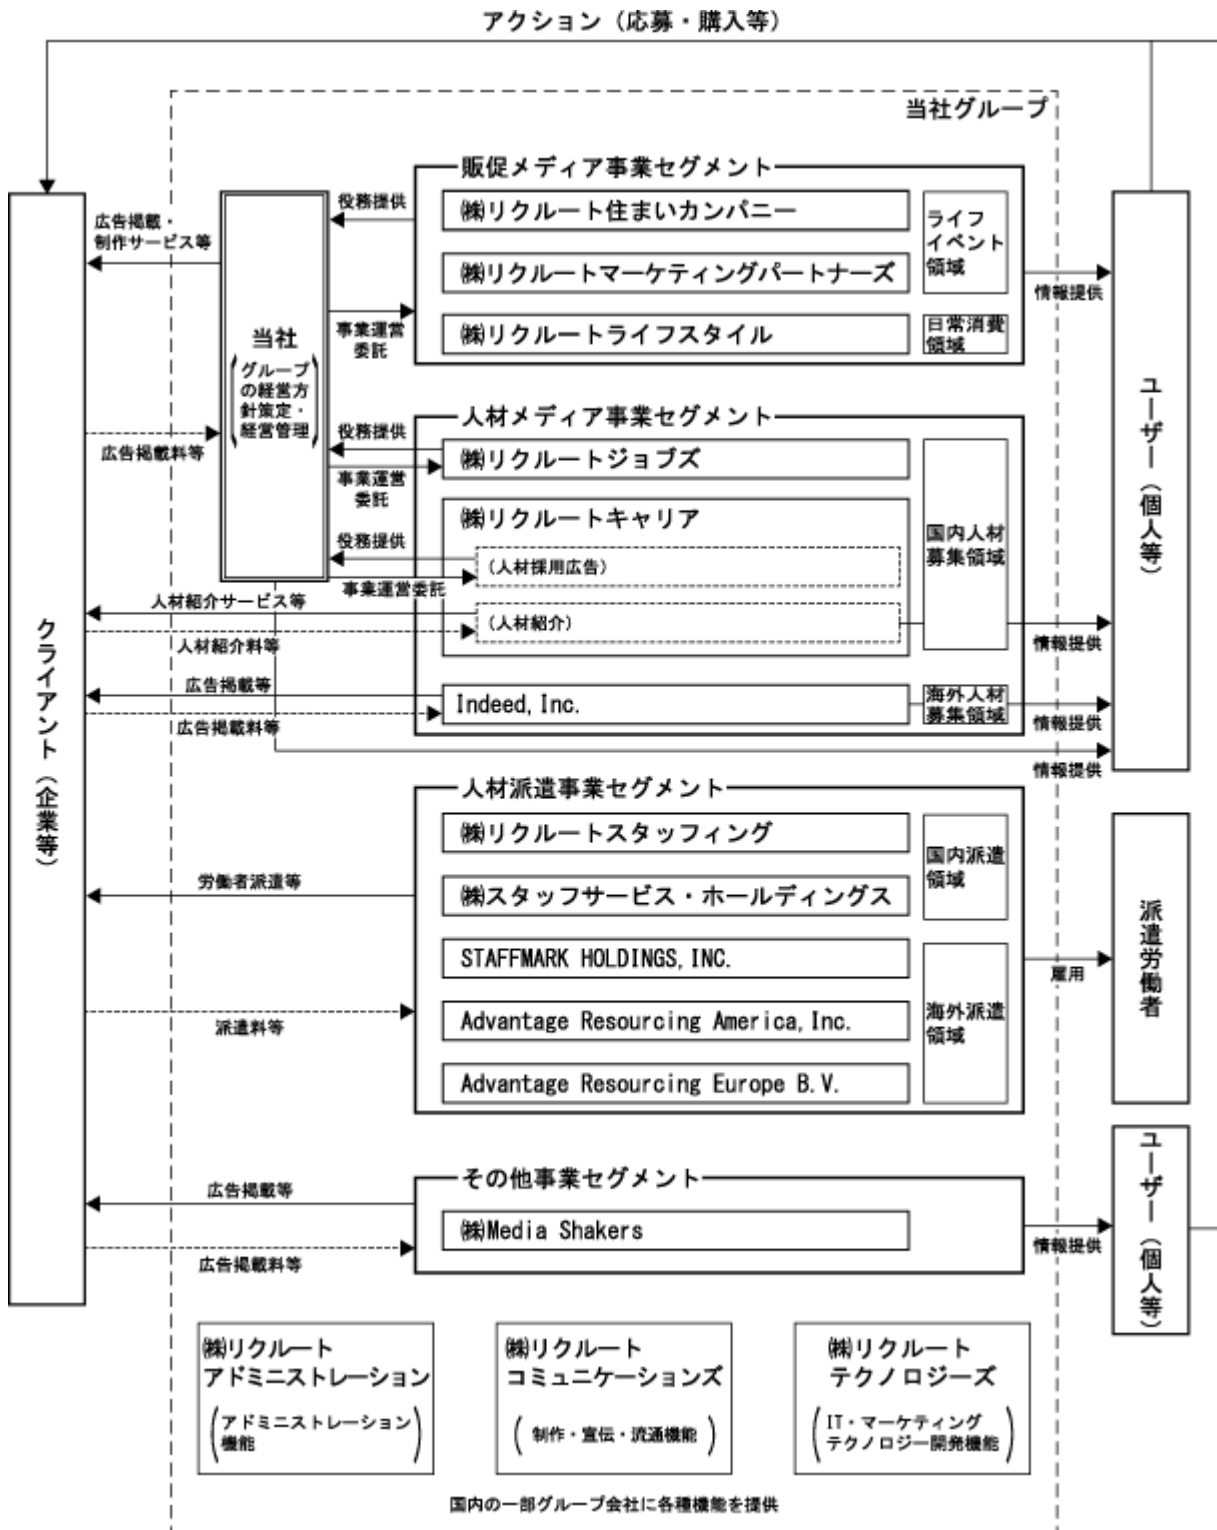 アクション（応募・購入等）
当社グループ
販促メディア事業セグメント
役務提供
㈱リクルート住まいカンパニー
ライフ
イベント
領域
広告掲載・
制作サービス等
㈱リクルートマーケティングパートナーズ
情報提供
事業運営
委託
㈱リクルートライフスタイル
日常消費
領域
当社
（グループ
の経営方
針策定・
経営管理）
人材メディア事業セグメント
役務提供
広告掲載料等
㈱リクルートジョブズ
事業運営
委託
㈱リクルートキャリア
国内人材
募集領域
役務提供
（人材採用広告）
事業運営委託
人材紹介サービス等
（人材紹介）
人材紹介料等
情報提供
広告掲載等
Indeed, Inc.
海外人材
募集領域
広告掲載料等
情報提供
情報提供
ユーザー（個人等）
クライアント（企業等）
人材派遣事業セグメント
㈱リクルートスタッフィング
国内派遣
領域
労働者派遣等
㈱スタッフサービス・ホールディングス
STAFFMARK HOLDINGS, INC.
雇用
派遣労働者
派遣料等
Advantage Resourcing America, Inc.
海外派遣
領域
Advantage Resourcing Europe B.V.
その他事業セグメント
広告掲載等
㈱Media Shakers
広告掲載料等
情報提供
ユーザー（個人等）
㈱リクルート
アドミニストレーション
（アドミニストレーション
機能）
㈱リクルート
コミュニケーションズ
（制作・宣伝・流通機能）
㈱リクルート
テクノロジーズ
（IT・マーケティング
テクノロジー開発機能）
国内の一部グループ会社に各種機能を提供